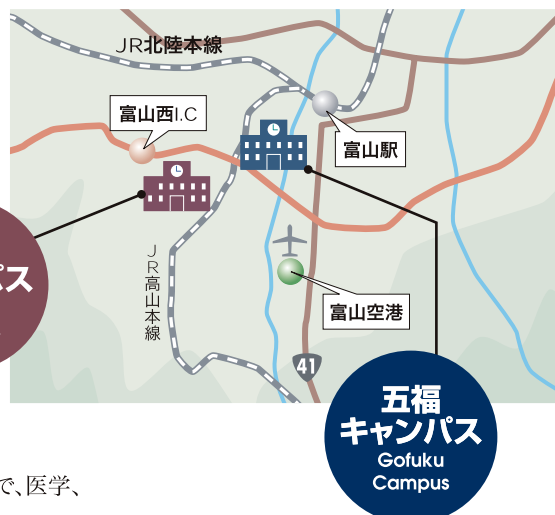 JR北陸本線
富山西I.C
富山駅
パス
JR高山本線
富山空港
41
五福
キャンパス
Gofuku
Campus
で、医学、